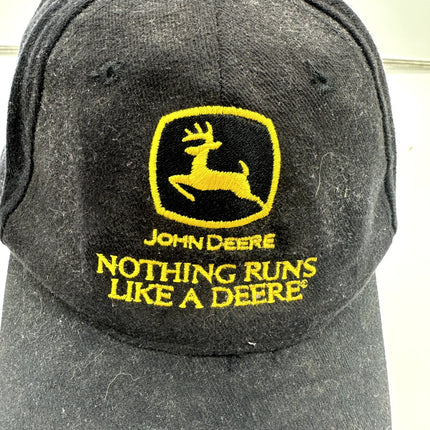 JOHN DEERE
NOTHING RUNS
LIKE A DEERE®